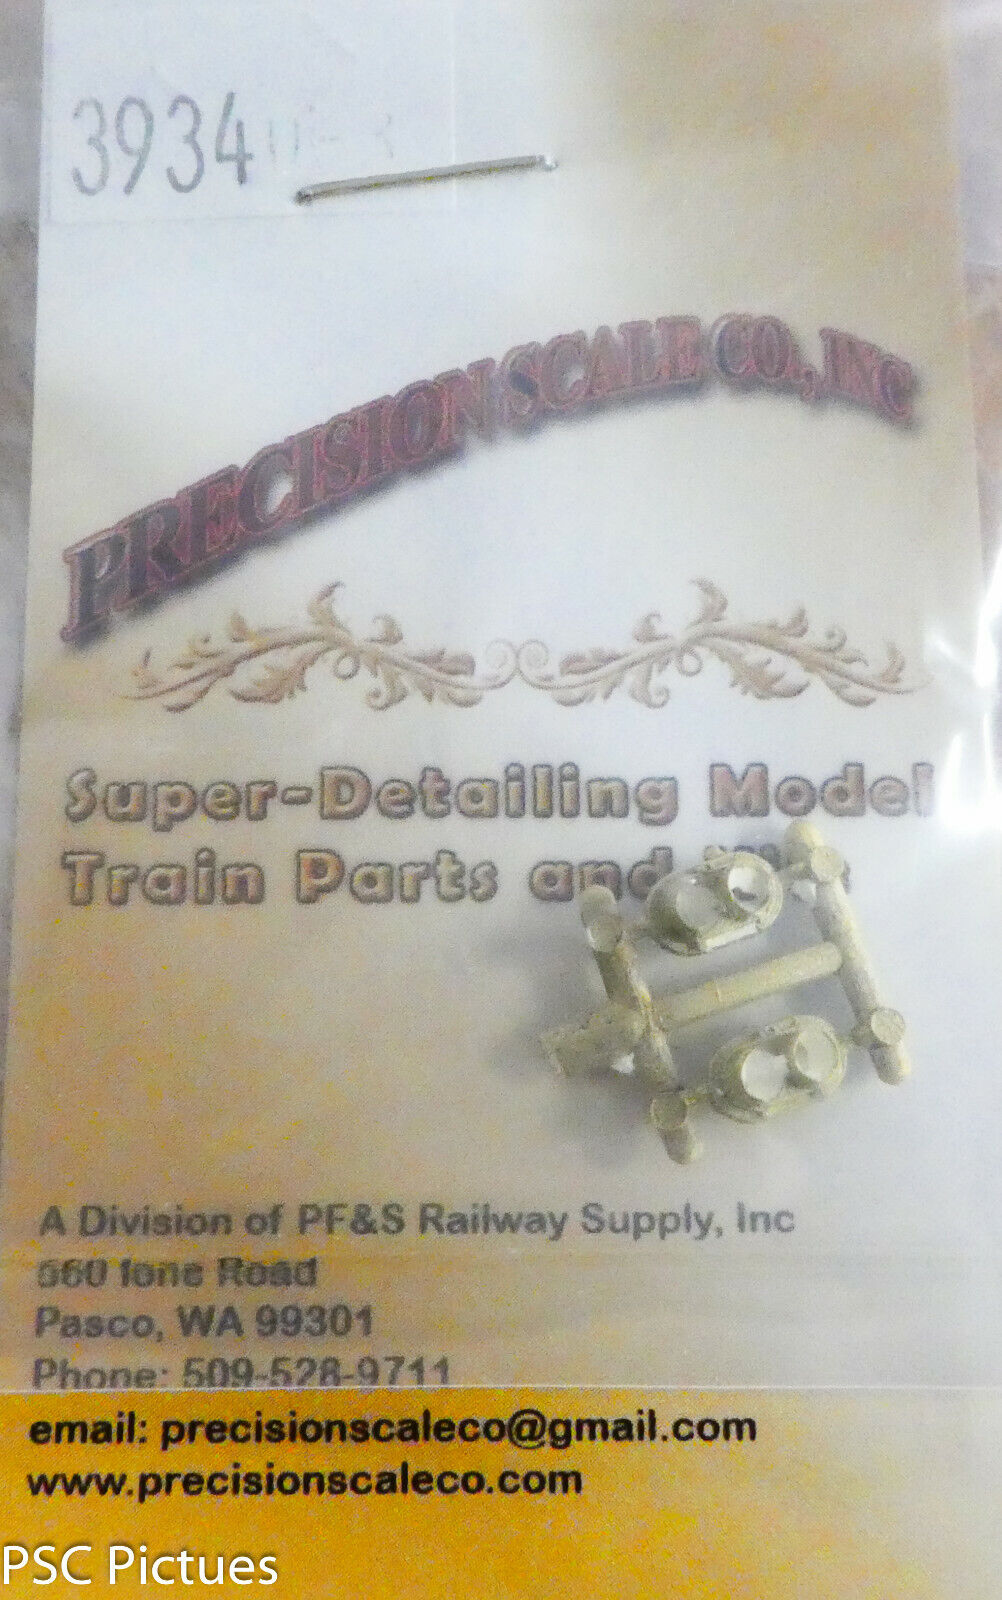 3934
PRECISION SCALE CO., INC
Super-Detailing Model
Train Parts and
A Division of PF&S Railway Supply, Inc
560 Ione Road
Pasco, WA 99301
Phone: 509-528-9711
email: precisionscaleco@gmail.com
www.precisionscaleco.com
PSC Pictues